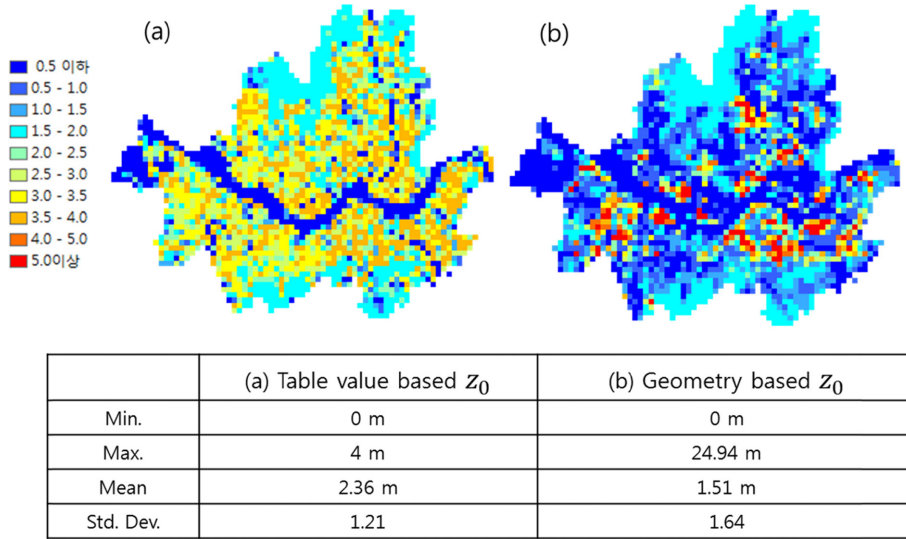 (a)
(b)
0.5 이하
0.5 - 1.0
1.0 - 1.5
1.5 - 2.0
2.0 - 2.5
2.5 - 3.0
3.0 - 3.5
3.5 - 4.0
4.0 - 5.0
5.0이상
(a) Table value based z₀ (b) Geometry based z₀
Min. 0 m 0 m
Max. 4 m 24.94 m
Mean 2.36 m 1.51 m
Std. Dev. 1.21 1.64